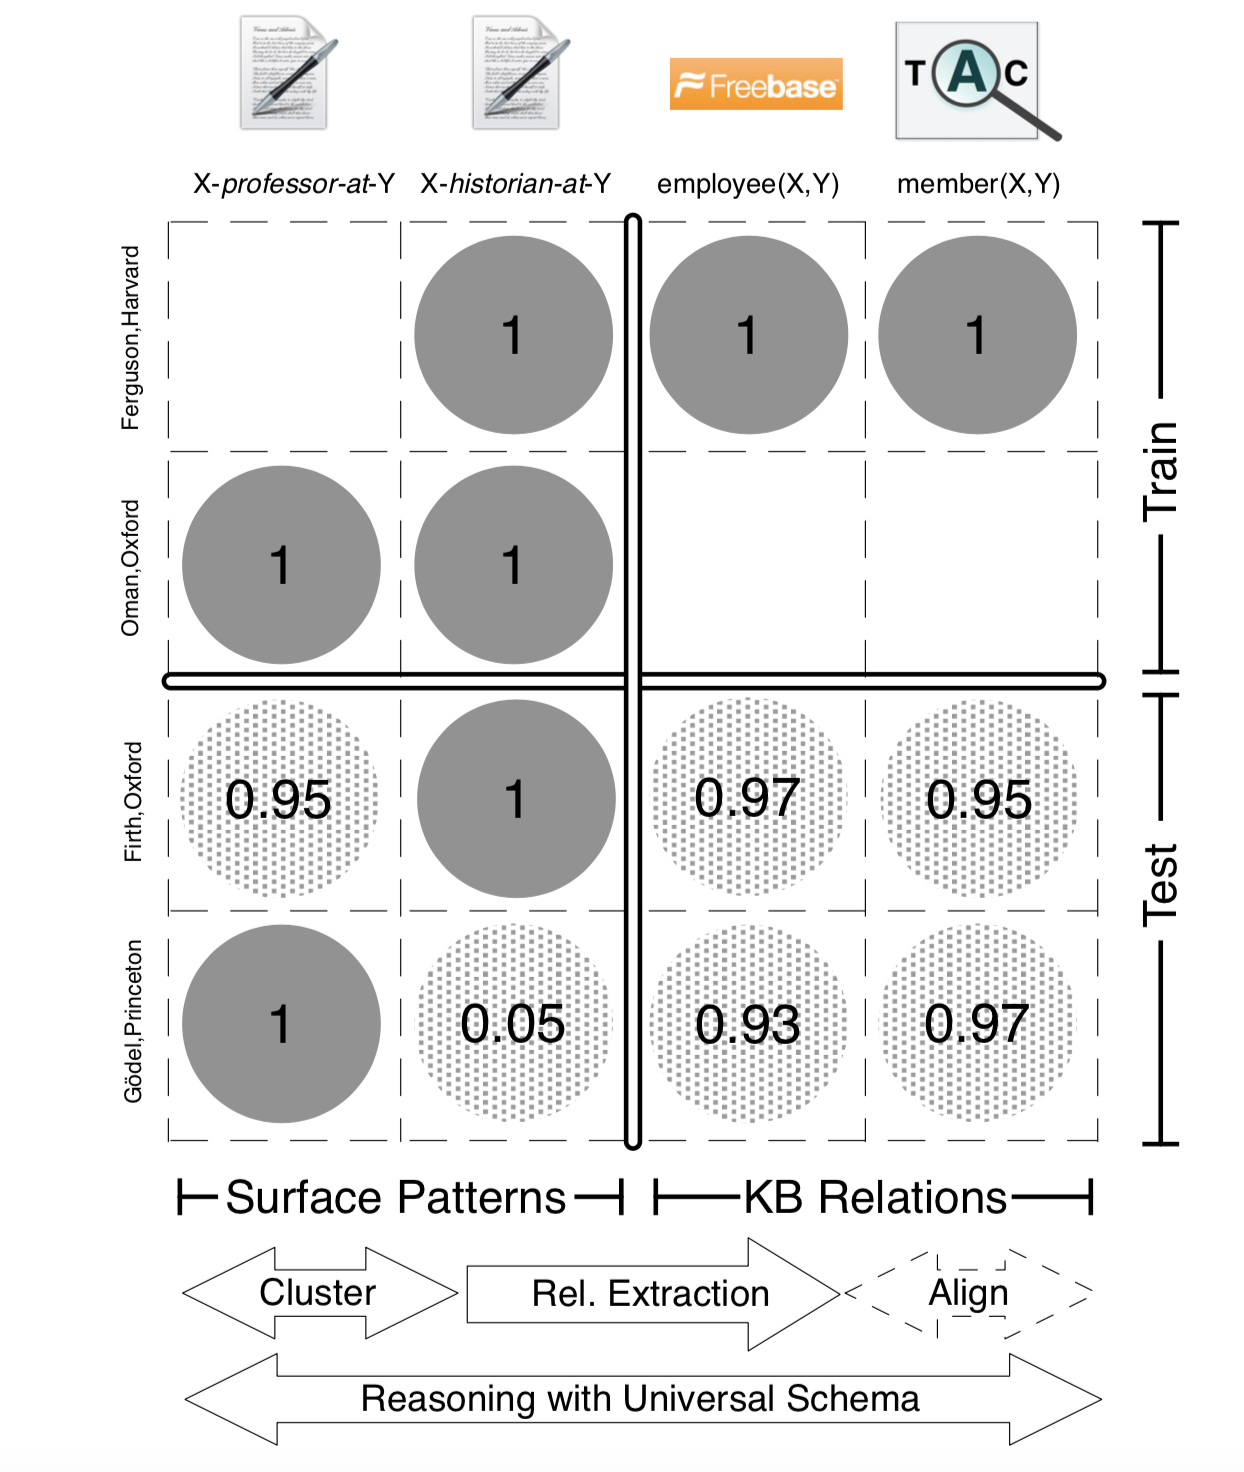 Freebase
T A C
X-professor-at-Y X-historian-at-Y employee(X,Y) member(X,Y)
Ferguson,Harvard
1 1 1
Train
Oman,Oxford
1 1
Firth,Oxford
0.95 1 0.97 0.95
Test
Gödel,Princeton
1 0.05 0.93 0.97
Surface Patterns KB Relations
Cluster Rel. Extraction Align
Reasoning with Universal Schema